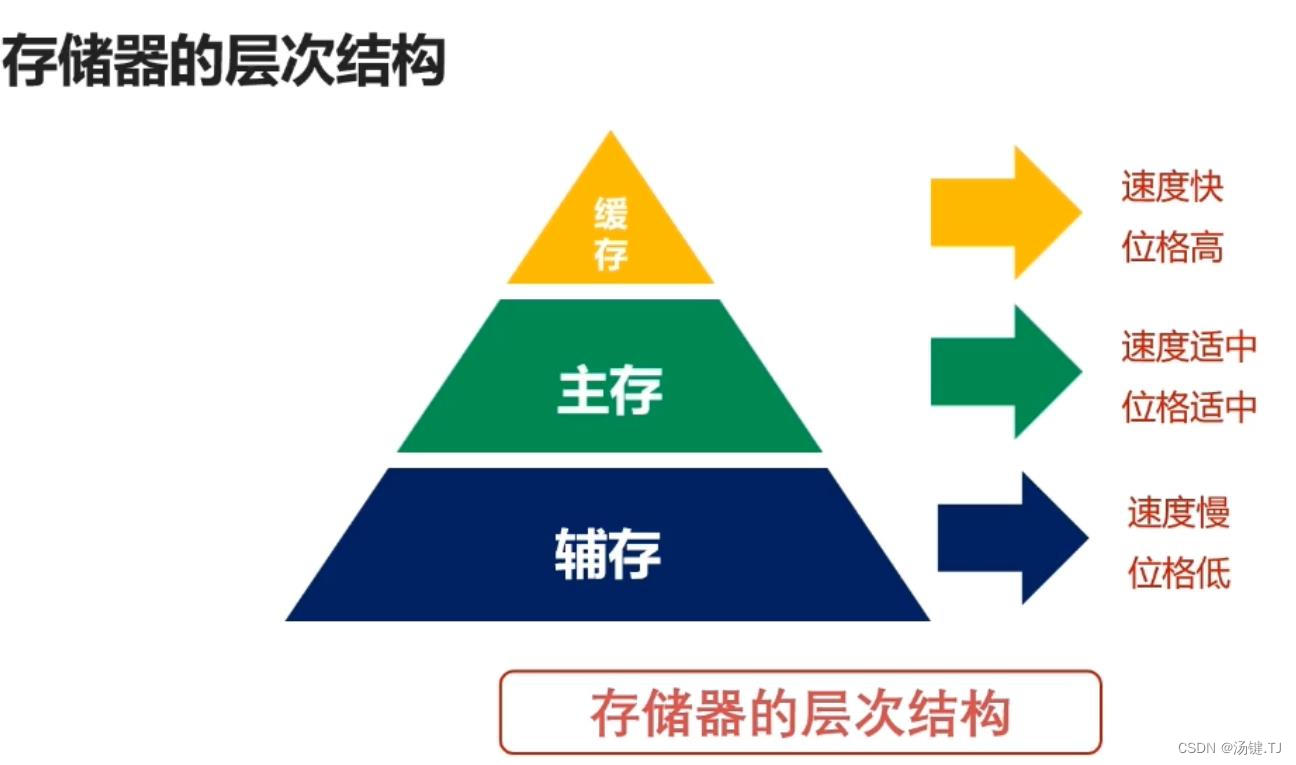 存储器的层次结构
缓
存
速度快
位格高
主存
速度适中
位格适中
辅存
速度慢
位格低
存储器的层次结构
CSDN @汤键.TJ